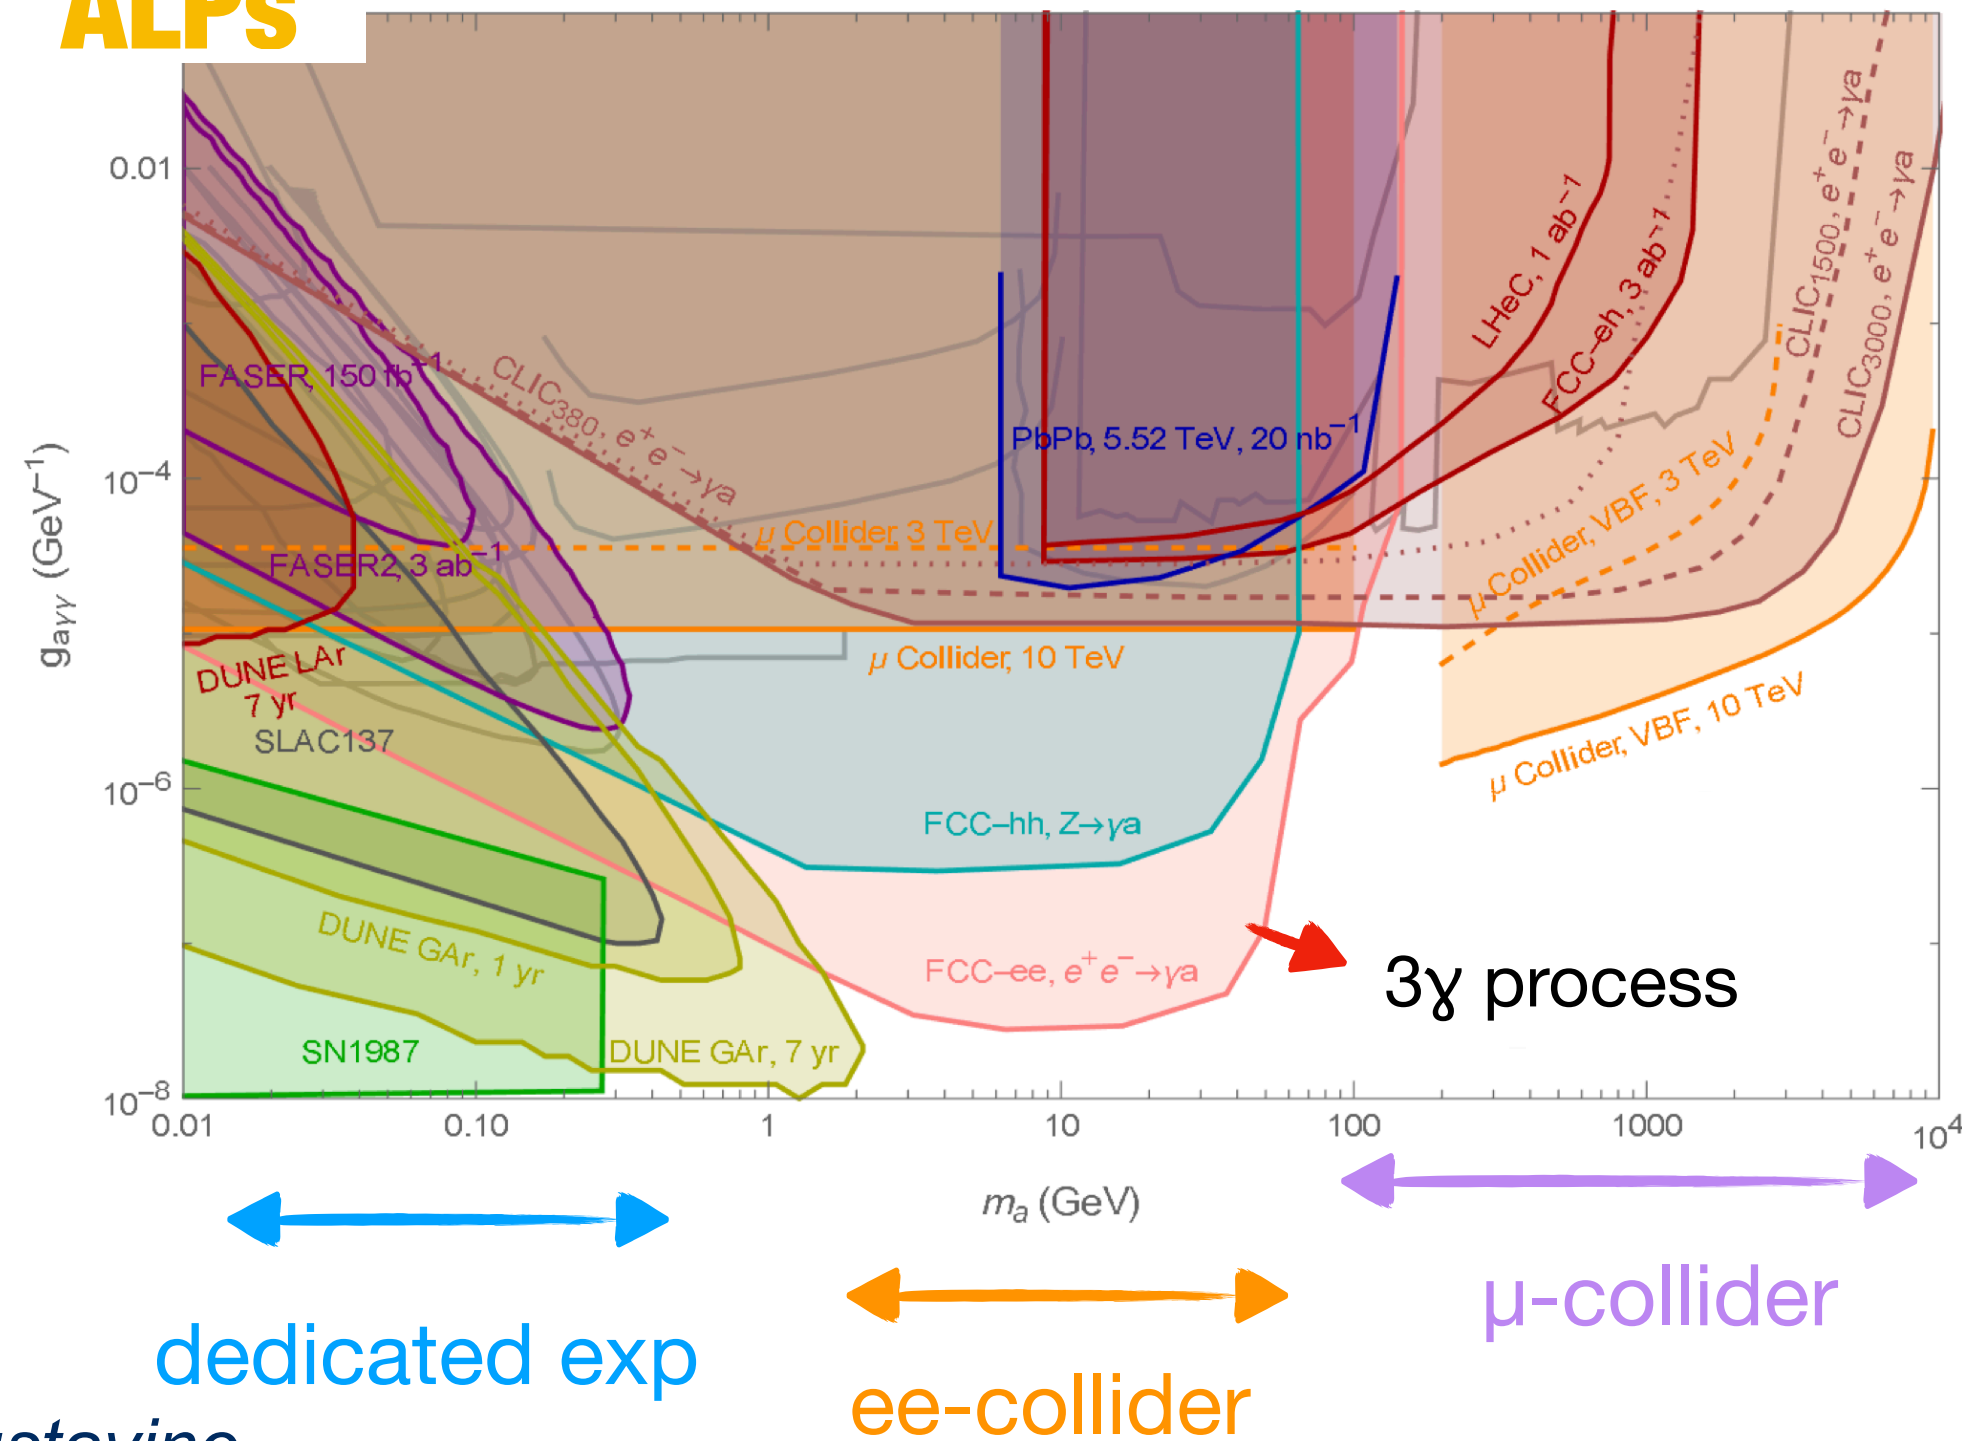 ALPs
0.01
10⁻⁴
10⁻⁶
10⁻⁸
gₐᵧᵧ (GeV⁻¹)
FASER, 150 fb⁻¹
FASER2, 3 ab⁻¹
DUNE LAr
7 yr
SLAC137
DUNE GAr, 1 yr
SN1987
DUNE GAr, 7 yr
CLIC₃₈₀, e⁺e⁻→γa
μ Collider, 3 TeV
μ Collider, 10 TeV
PbPb, 5.52 TeV, 20 nb⁻¹
LHeC, 1 ab⁻¹
FCC–eh, 3 ab⁻¹
CLIC₁₅₀₀, e⁺e⁻→γa
CLIC₃₀₀₀, e⁺e⁻→γa
μ Collider, VBF, 3 TeV
μ Collider, VBF, 10 TeV
FCC–hh, Z→γa
FCC–ee, e⁺e⁻→γa
3γ process
0.01 0.10 1 10 100 1000 10⁴
mₐ (GeV)
dedicated exp
ee-collider
μ-collider